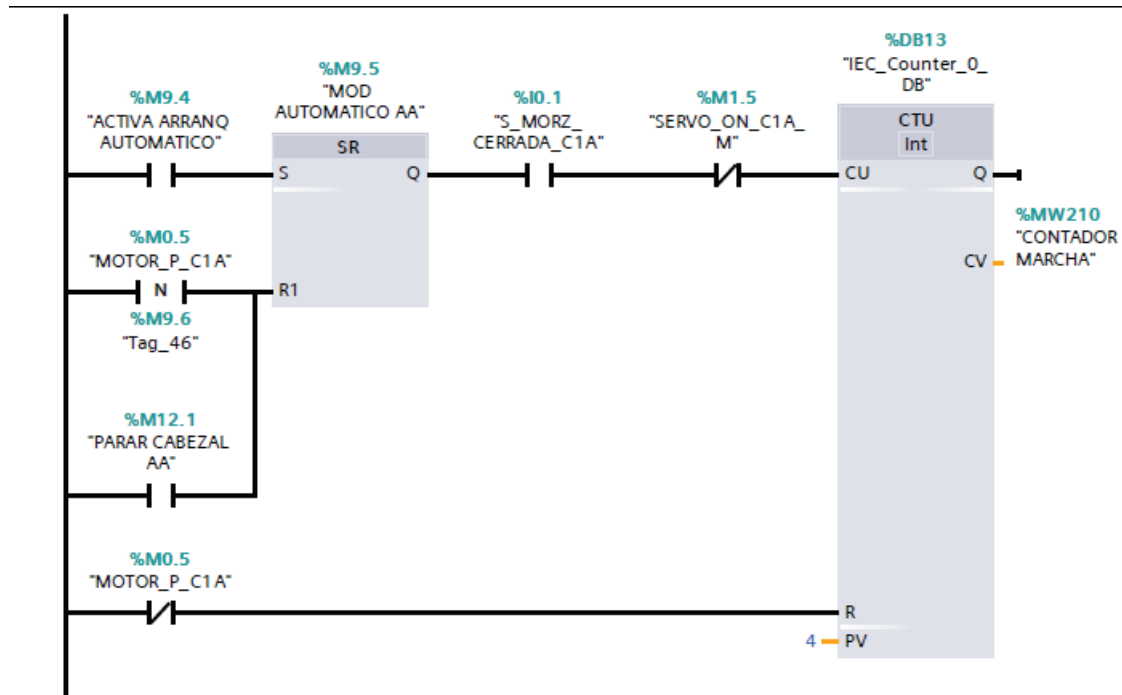 %DB13
"IEC_Counter_0_
DB"
%M9.5
"MOD
AUTOMATICO AA"
%M9.4
"ACTIVA ARRANQ
AUTOMATICO"
%I0.1
"S_MORZ_
CERRADA_C1A"
%M1.5
"SERVO_ON_C1A_
M"
SR
CTU
Int
S
Q
CU
Q
%M0.5
"MOTOR_P_C1A"
N
R1
%M9.6
"Tag_46"
%MW210
"CONTADOR
MARCHA"
CV
%M12.1
"PARAR CABEZAL
AA"
%M0.5
"MOTOR_P_C1A"
R
4
PV